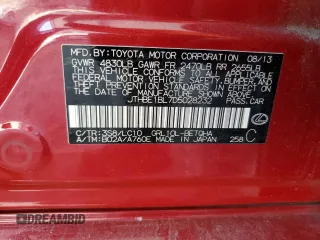 MFD. BY: TOYOTA MOTOR CORPORATION 08/13
GVWR 4830LB GAWR FR 2470LB RR 2655LB
THIS VEHICLE CONFORMS TO ALL APPLICABLE
FEDERAL MOTOR VEHICLE SAFETY, BUMPER, AND
THEFT PREVENTION STANDARDS IN EFFECT ON
THE DATE OF MANUFACTURE SHOWN ABOVE.
JTHBE1BL7D5028232 PASS.CAR
C/TR:3S8/LC10 GRL10L-BETQHA C
A/TM:B02A/A760E MADE IN JAPAN 258
DREAMBID